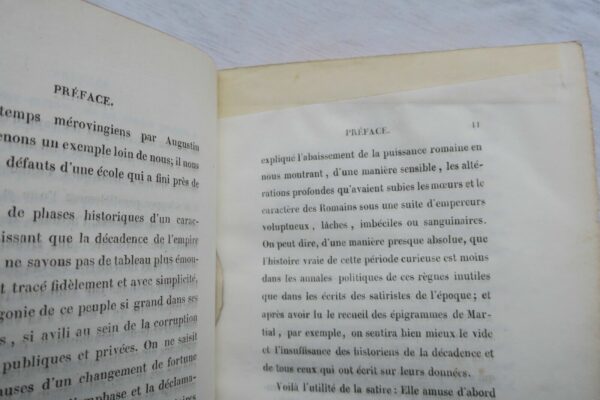 PRÉFACE.
temps mérovingiens par Augustin
enons un exemple loin de nous; il nous
défauts d'une école qui a fini près de
de phases historiques d'un carac-
issant que la décadence de l'empire
ne savons pas de tableau plus émou-
t tracé fidèlement et avec simplicité,
gonie de ce peuple si grand dans ses
, si avili au sein de la corruption
publiques et privées. On ne saisit
auses d'un changement de fortune
mphase et la déclama-
PRÉFACE. 11
expliqué l'abaissement de la puissance romaine en
nous montrant, d'une manière sensible, les alté-
rations profondes qu'avaient subies les mœurs et le
caractère des Romains sous une suite d'empereurs
voluptueux, lâches, imbéciles ou sanguinaires.
On peut dire, d'une manière presque absolue, que
l'histoire vraie de cette période curieuse est moins
dans les annales politiques de ces règnes inutiles
que dans les écrits des satiristes de l'époque; et
après avoir lu le recueil des épigrammes de Mar-
tial, par exemple, on sentira bien mieux le vide
et l'insuffisance des historiens de la décadence et
de tous ceux qui ont écrit sur leurs données.
Voilà l'utilité de la satire: Elle amuse d'abord